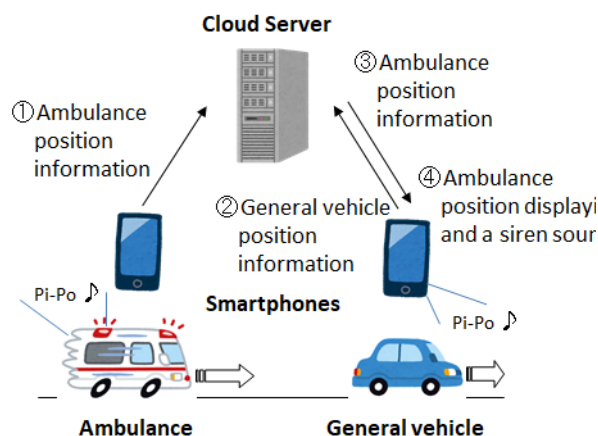 Cloud Server
①Ambulance
position
information
③Ambulance
position
information
②General vehicle
position
information
④Ambulance
position displayi
and a siren soun
Pi-Po ♪
Smartphones
Pi-Po ♪
Ambulance
General vehicle